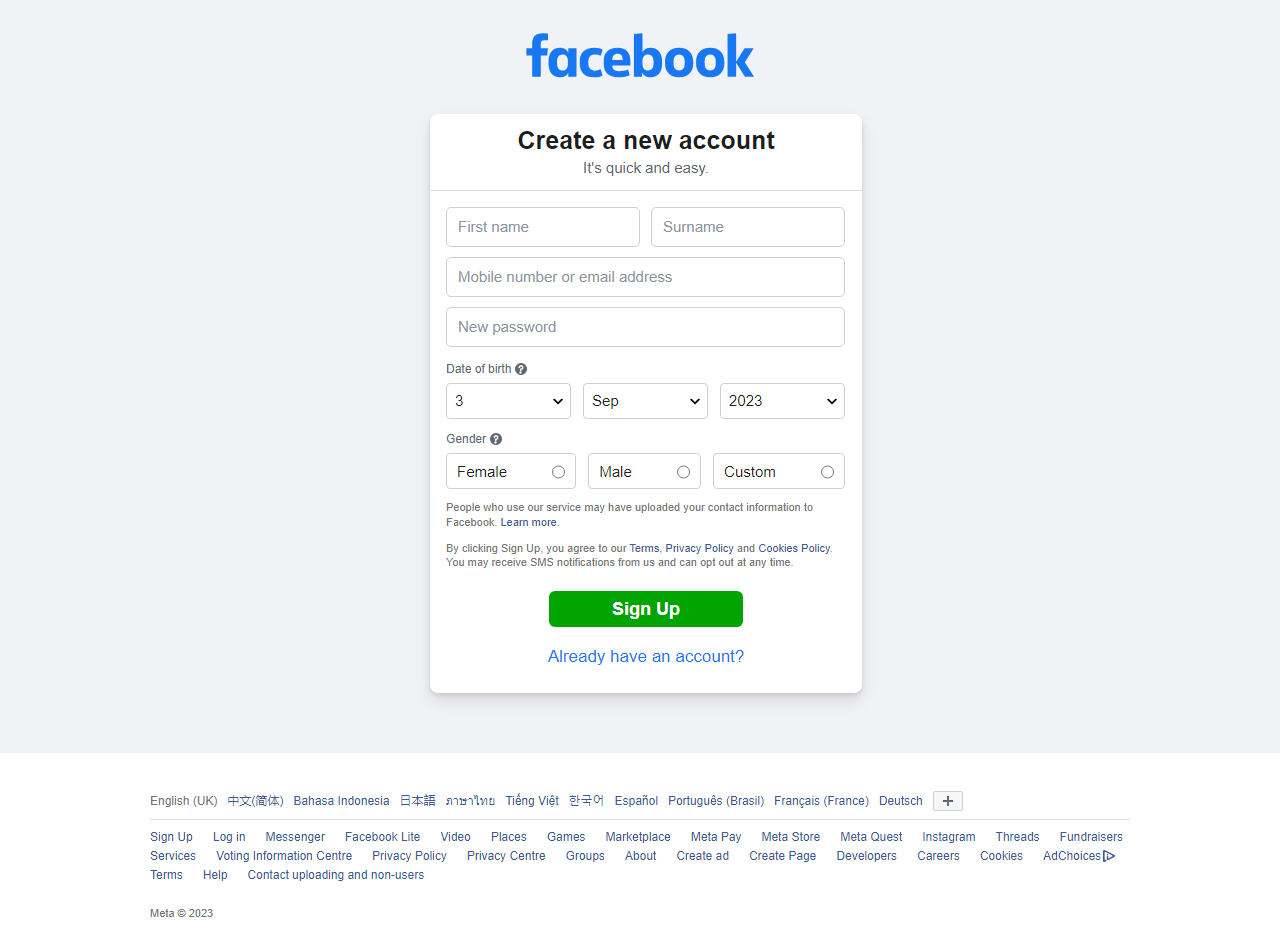 facebook
Create a new account
It's quick and easy.
First name Surname
Mobile number or email address
New password
Date of birth ?
3 Sep 2023
Gender ?
Female Male Custom
People who use our service may have uploaded your contact information to
Facebook. Learn more.
By clicking Sign Up, you agree to our Terms, Privacy Policy and Cookies Policy.
You may receive SMS notifications from us and can opt out at any time.
Sign Up
Already have an account?
English (UK) 中文(简体) Bahasa Indonesia 日本語 ภาษาไทย Tiếng Việt 한국어 Español Português (Brasil) Français (France) Deutsch +
Sign Up Log in Messenger Facebook Lite Video Places Games Marketplace Meta Pay Meta Store Meta Quest Instagram Threads Fundraisers
Services Voting Information Centre Privacy Policy Privacy Centre Groups About Create ad Create Page Developers Careers Cookies AdChoices
Terms Help Contact uploading and non-users
Meta © 2023